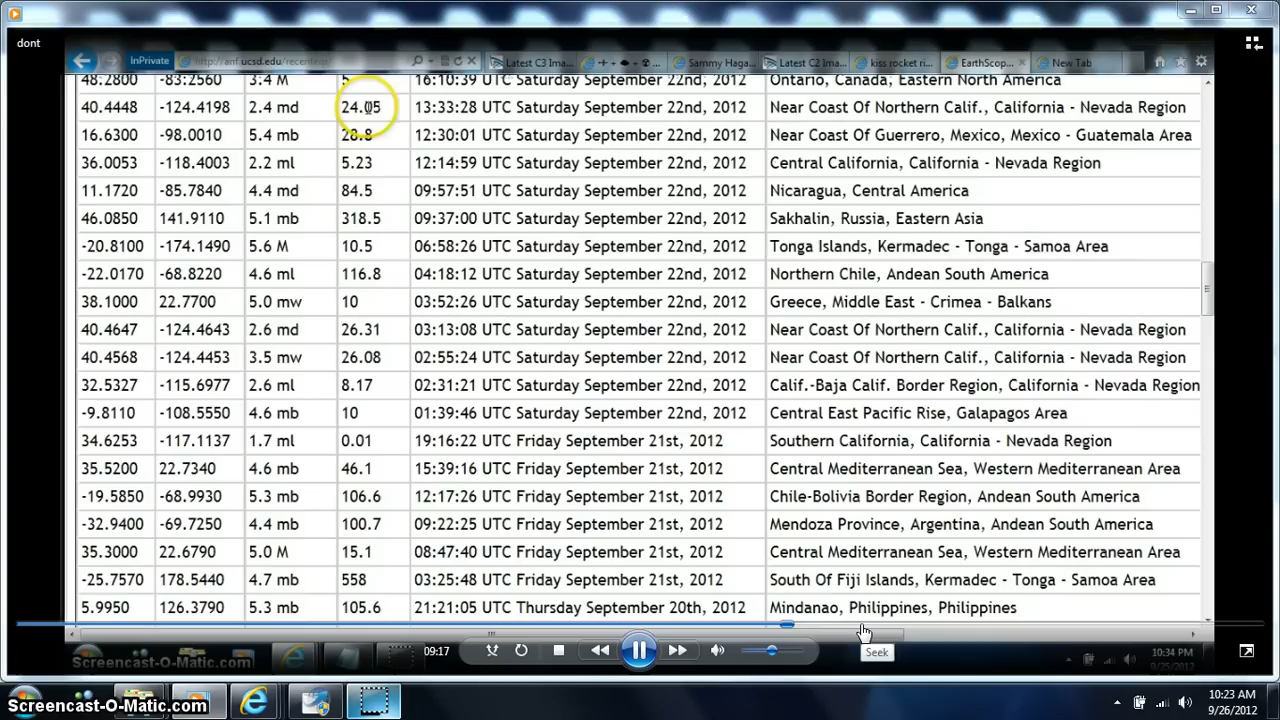 dont
InPrivate http://anf.ucsd.edu/recenteqs/ Latest C3 Ima... Sammy Haga... Latest C2 Imag... kiss rocket ri... EarthScop... New Tab
48.2800 -83.2560 3.4 M 5 16:10:39 UTC Saturday September 22nd, 2012 Ontario, Canada, Eastern North America
40.4448 -124.4198 2.4 md 24.05 13:33:28 UTC Saturday September 22nd, 2012 Near Coast Of Northern Calif., California - Nevada Region
16.6300 -98.0010 5.4 mb 28.8 12:30:01 UTC Saturday September 22nd, 2012 Near Coast Of Guerrero, Mexico, Mexico - Guatemala Area
36.0053 -118.4003 2.2 ml 5.23 12:14:59 UTC Saturday September 22nd, 2012 Central California, California - Nevada Region
11.1720 -85.7840 4.4 md 84.5 09:57:51 UTC Saturday September 22nd, 2012 Nicaragua, Central America
46.0850 141.9110 5.1 mb 318.5 09:37:00 UTC Saturday September 22nd, 2012 Sakhalin, Russia, Eastern Asia
-20.8100 -174.1490 5.6 M 10.5 06:58:26 UTC Saturday September 22nd, 2012 Tonga Islands, Kermadec - Tonga - Samoa Area
-22.0170 -68.8220 4.6 ml 116.8 04:18:12 UTC Saturday September 22nd, 2012 Northern Chile, Andean South America
38.1000 22.7700 5.0 mw 10 03:52:26 UTC Saturday September 22nd, 2012 Greece, Middle East - Crimea - Balkans
40.4647 -124.4643 2.6 md 26.31 03:13:08 UTC Saturday September 22nd, 2012 Near Coast Of Northern Calif., California - Nevada Region
40.4568 -124.4453 3.5 mw 26.08 02:55:24 UTC Saturday September 22nd, 2012 Near Coast Of Northern Calif., California - Nevada Region
32.5327 -115.6977 2.6 ml 8.17 02:31:21 UTC Saturday September 22nd, 2012 Calif.-Baja Calif. Border Region, California - Nevada Region
-9.8110 -108.5550 4.6 mb 10 01:39:46 UTC Saturday September 22nd, 2012 Central East Pacific Rise, Galapagos Area
34.6253 -117.1137 1.7 ml 0.01 19:16:22 UTC Friday September 21st, 2012 Southern California, California - Nevada Region
35.5200 22.7340 4.6 mb 46.1 15:39:16 UTC Friday September 21st, 2012 Central Mediterranean Sea, Western Mediterranean Area
-19.5850 -68.9930 5.3 mb 106.6 12:17:26 UTC Friday September 21st, 2012 Chile-Bolivia Border Region, Andean South America
-32.9400 -69.7250 4.4 mb 100.7 09:22:25 UTC Friday September 21st, 2012 Mendoza Province, Argentina, Andean South America
35.3000 22.6790 5.0 M 15.1 08:47:40 UTC Friday September 21st, 2012 Central Mediterranean Sea, Western Mediterranean Area
-25.7570 178.5440 4.7 mb 558 03:25:48 UTC Friday September 21st, 2012 South Of Fiji Islands, Kermadec - Tonga - Samoa Area
5.9950 126.3790 5.3 mb 105.6 21:21:05 UTC Thursday September 20th, 2012 Mindanao, Philippines, Philippines
09:17 Seek 10:34 PM
Screencast-O-Matic.com 9/25/2012
10:23 AM
Screencast-O-Matic.com 9/26/2012